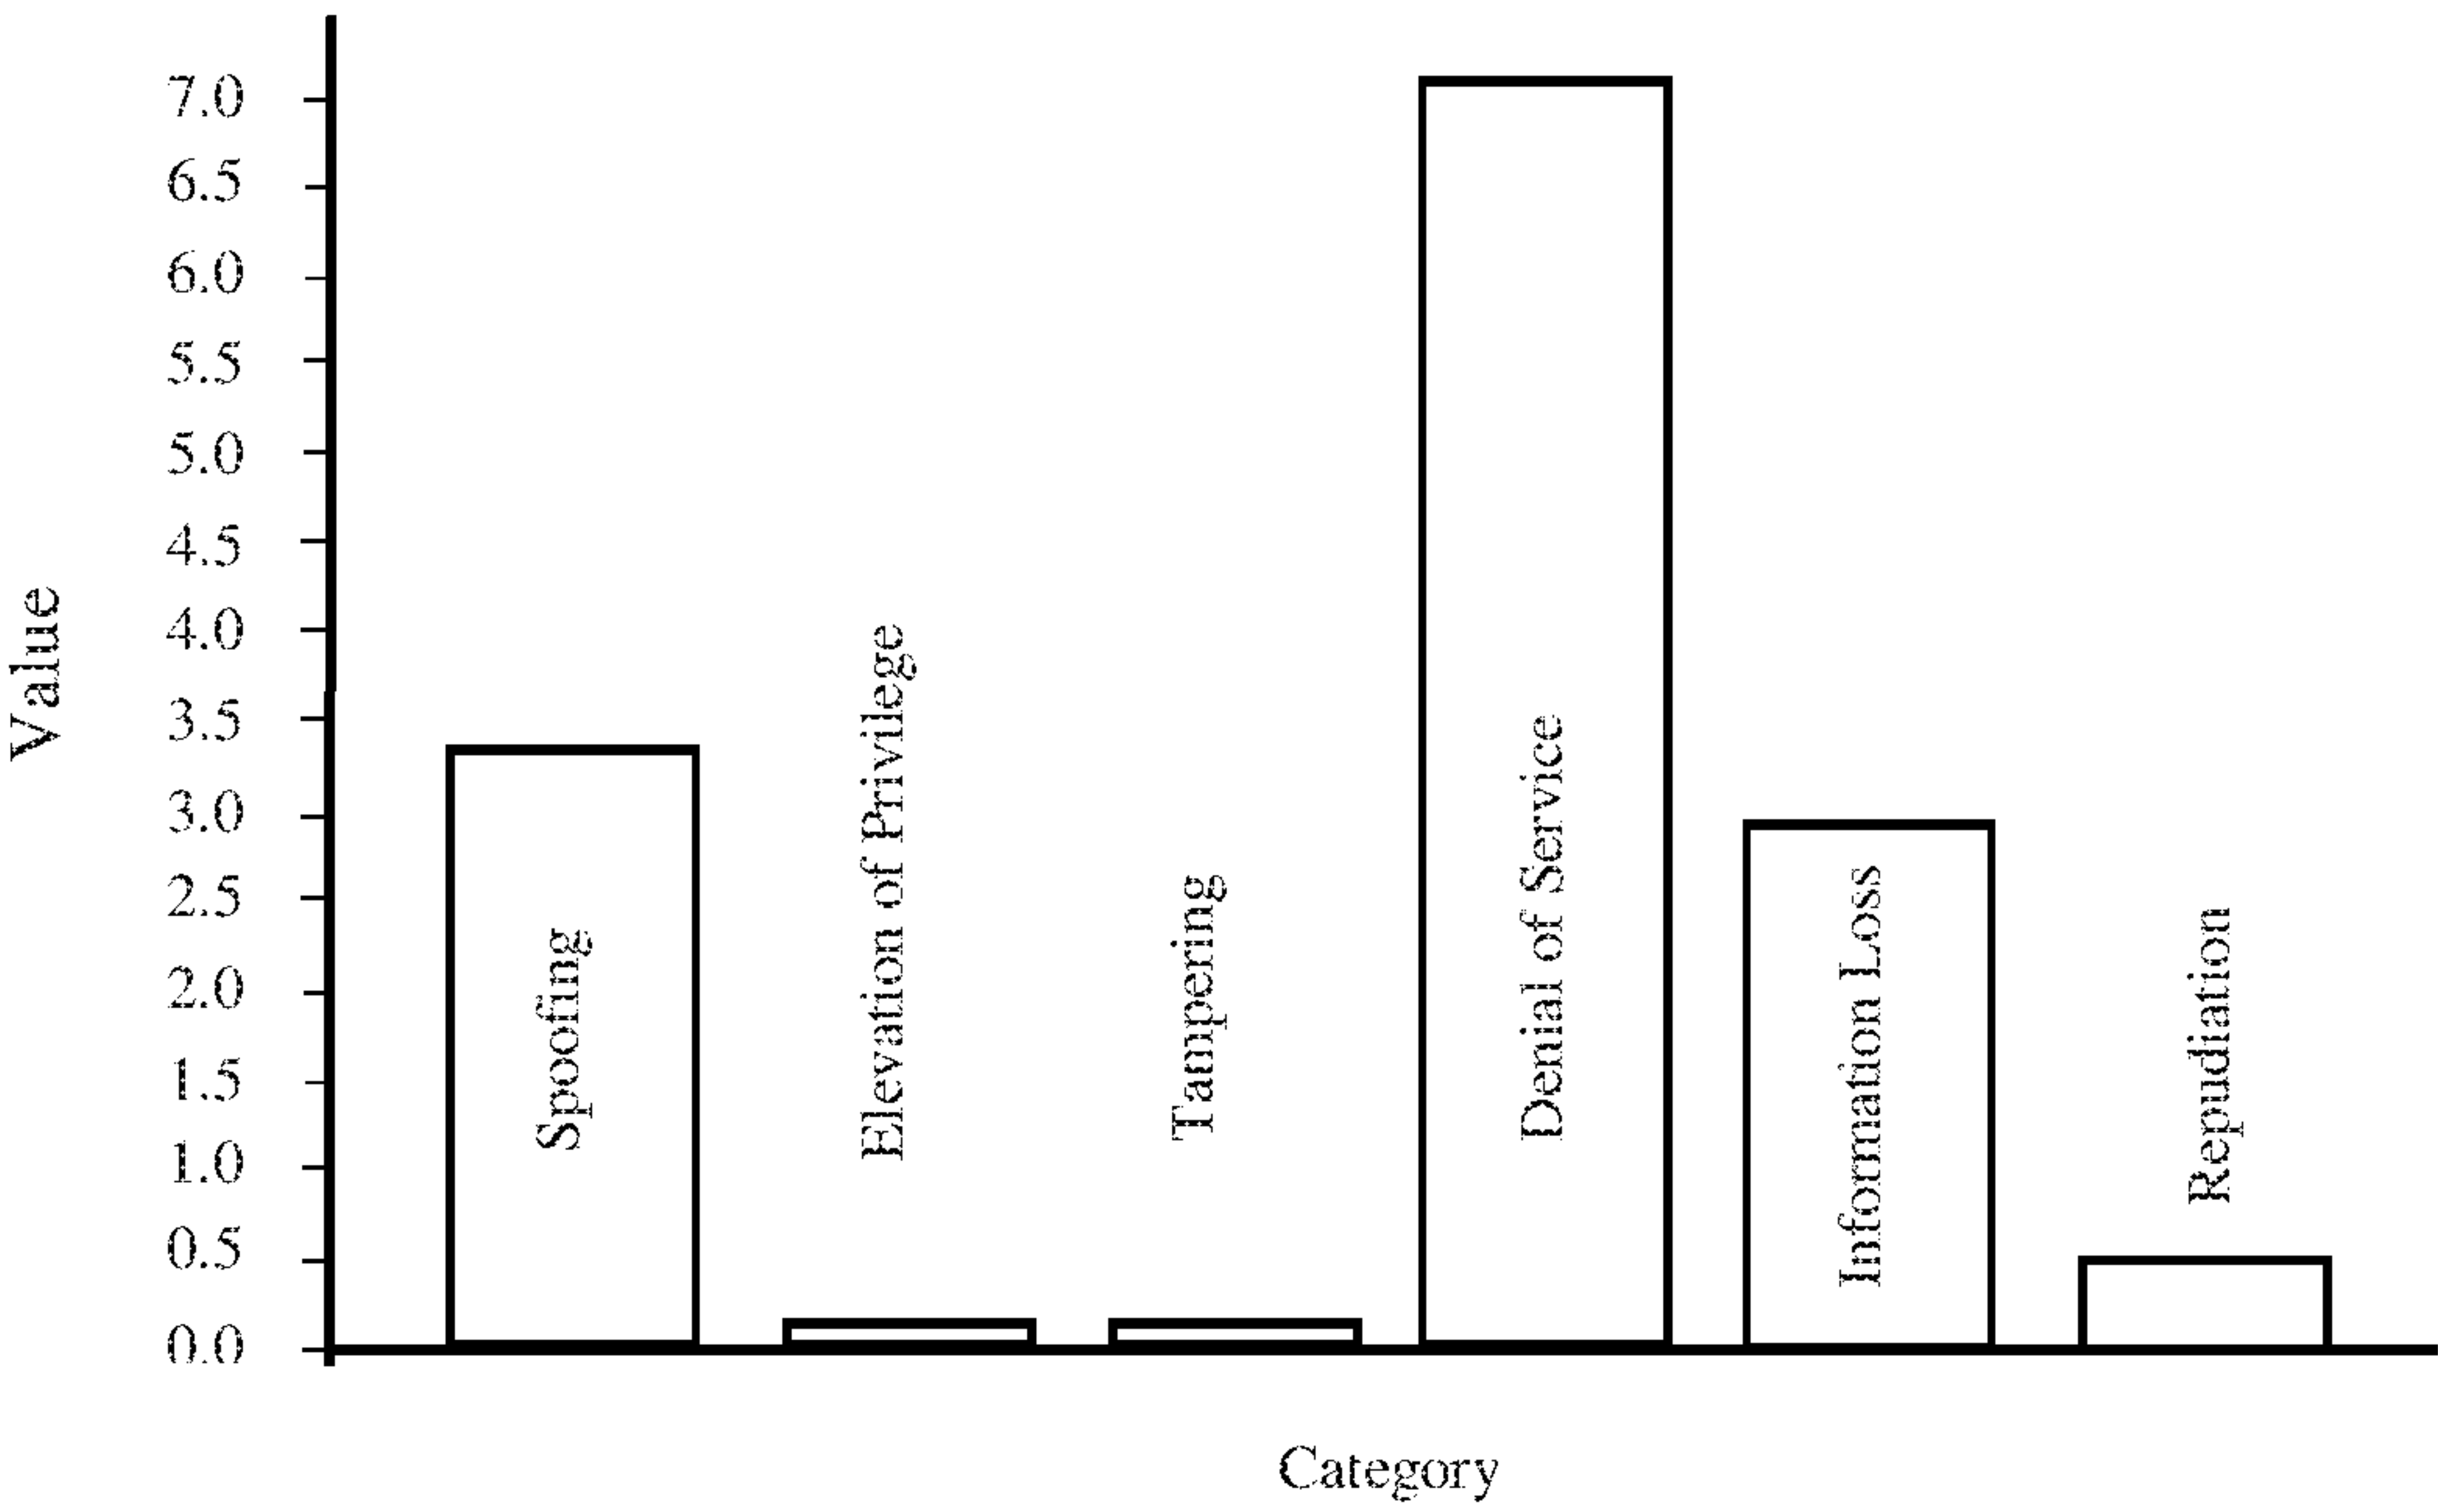 7.0
6.5
6.0
5.5
5.0
4.5
4.0
3.5
3.0
2.5
2.0
1.5
1.0
0.5
0.0
Value
Spoofing
Elevation of Privilege
Tampering
Denial of Service
Information Loss
Repudiation
Category